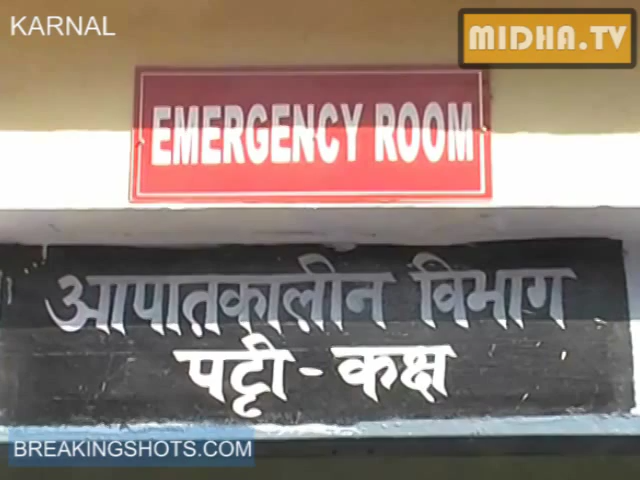 KARNAL
MIDHA.TV
EMERGENCY ROOM
आपातकालीन विभाग
पट्टी - कक्ष
BREAKINGSHOTS.COM